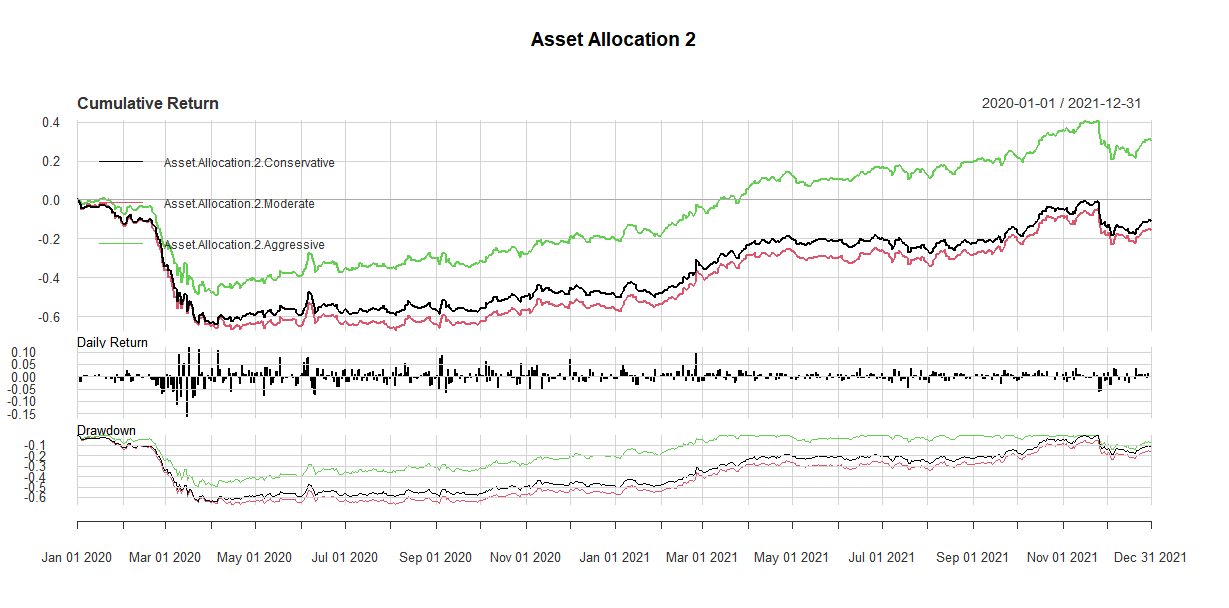 Asset Allocation 2
Cumulative Return 2020-01-01 / 2021-12-31
0.4
0.2
0.0
-0.2
-0.4
-0.6
Asset.Allocation.2.Conservative
Asset.Allocation.2.Moderate
Asset.Allocation.2.Aggressive
Daily Return
0.10
0.05
0.00
-0.05
-0.10
-0.15
Drawdown
-0.1
-0.2
-0.3
-0.4
-0.5
-0.6
Jan 01 2020 Mar 01 2020 May 01 2020 Jul 01 2020 Sep 01 2020 Nov 01 2020 Jan 01 2021 Mar 01 2021 May 01 2021 Jul 01 2021 Sep 01 2021 Nov 01 2021 Dec 31 2021